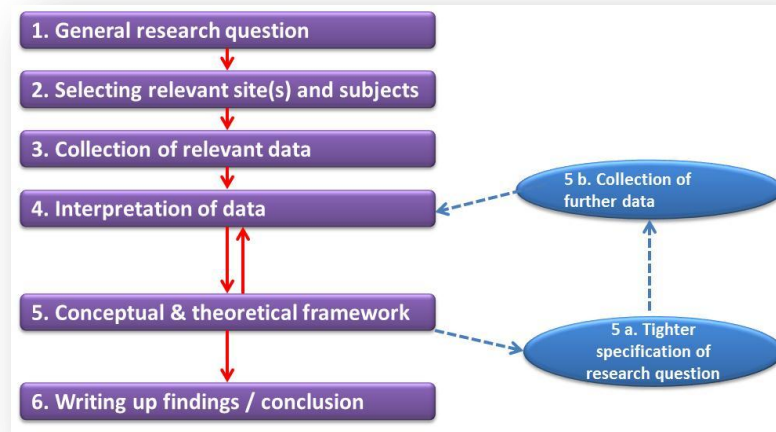 1. General research question
2. Selecting relevant site(s) and subjects
3. Collection of relevant data
4. Interpretation of data
5 b. Collection of
further data
5. Conceptual & theoretical framework
5 a. Tighter
specification of
research question
6. Writing up findings / conclusion